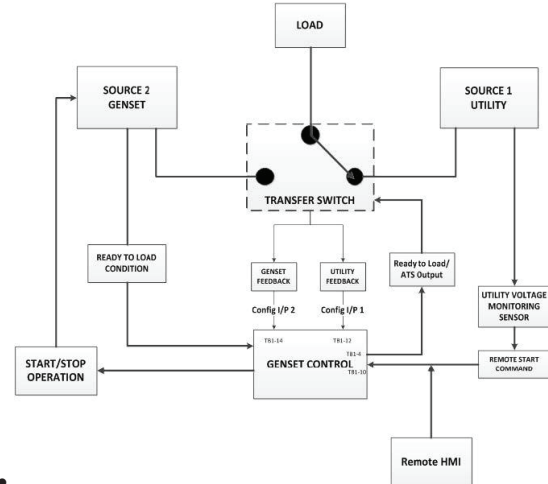 LOAD
SOURCE 2
GENSET
SOURCE 1
UTILITY
TRANSFER SWITCH
READY TO LOAD
CONDITION
GENSET
FEEDBACK
UTILITY
FEEDBACK
Ready to Load/
ATS Output
UTILITY VOLTAGE
MONITORING
SENSOR
Config I/P 2
Config I/P 1
TB1-14
TB1-12
TB1-4
GENSET CONTROL
TB1-10
START/STOP
OPERATION
REMOTE START
COMMAND
Remote HMI